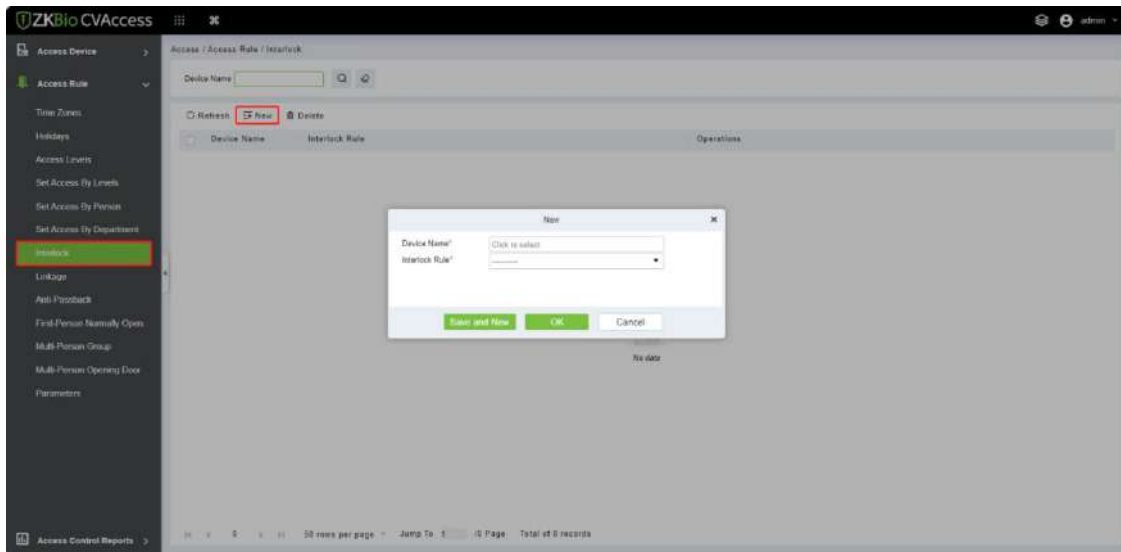 ZKBio CVAccess
admin
Access Device
Access / Access Rule / Interlock
Access Rule
Device Name
Time Zones
Refresh New Delete
Holidays
Device Name Interlock Rule Operations
Access Levels
Set Access By Levels
Set Access By Person
Set Access By Department
Interlock
Linkage
Anti-Passback
First-Person Normally Open
Multi-Person Group
Multi-Person Opening Door
Parameters
New
Device Name*
Click to select
Interlock Rule*
---------
Save and New OK Cancel
No data
Access Control Reports
50 rows per page Jump To 1 /0 Page Total of 0 records